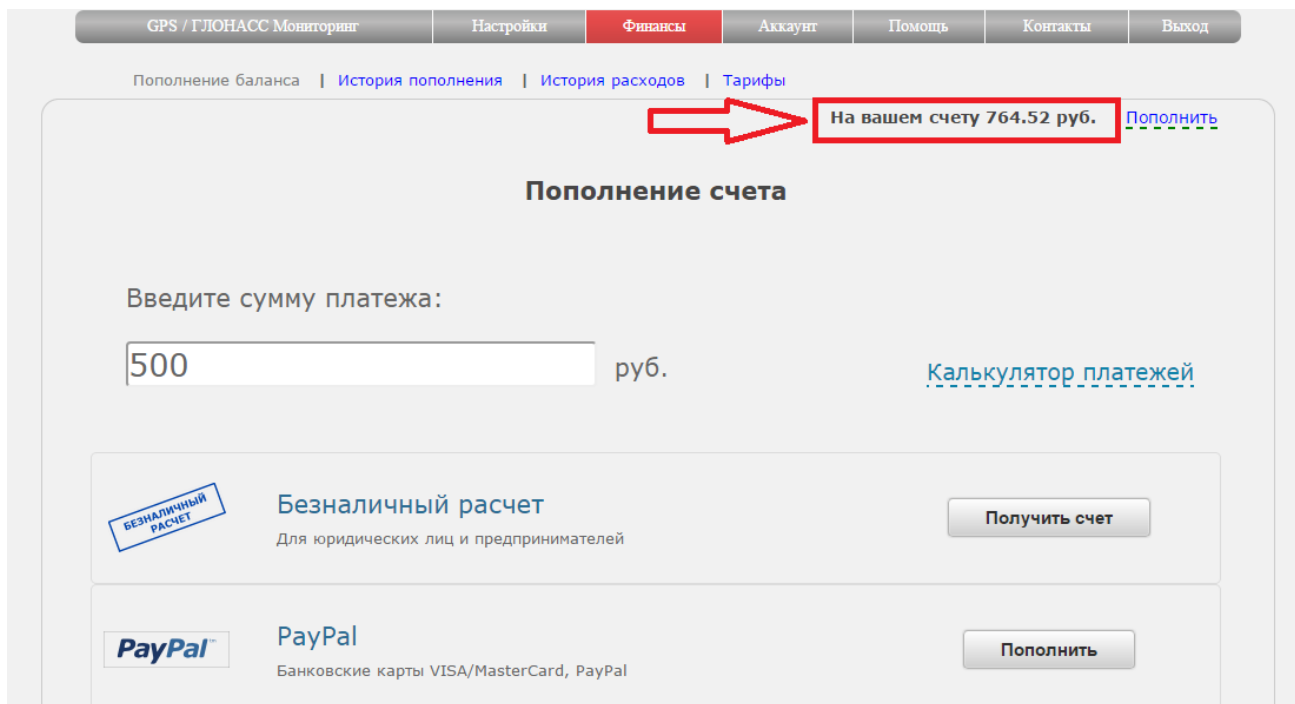 GPS / ГЛОНАСС Мониторинг Настройки Финансы Аккаунт Помощь Контакты Выход
Пополнение баланса | История пополнения | История расходов | Тарифы
На вашем счету 764.52 руб. Пополнить
Пополнение счета
Введите сумму платежа:
500 руб. Калькулятор платежей
БЕЗНАЛИЧНЫЙ
РАСЧЕТ
Безналичный расчет
Для юридических лиц и предпринимателей
Получить счет
PayPal™
PayPal
Банковские карты VISA/MasterCard, PayPal
Пополнить